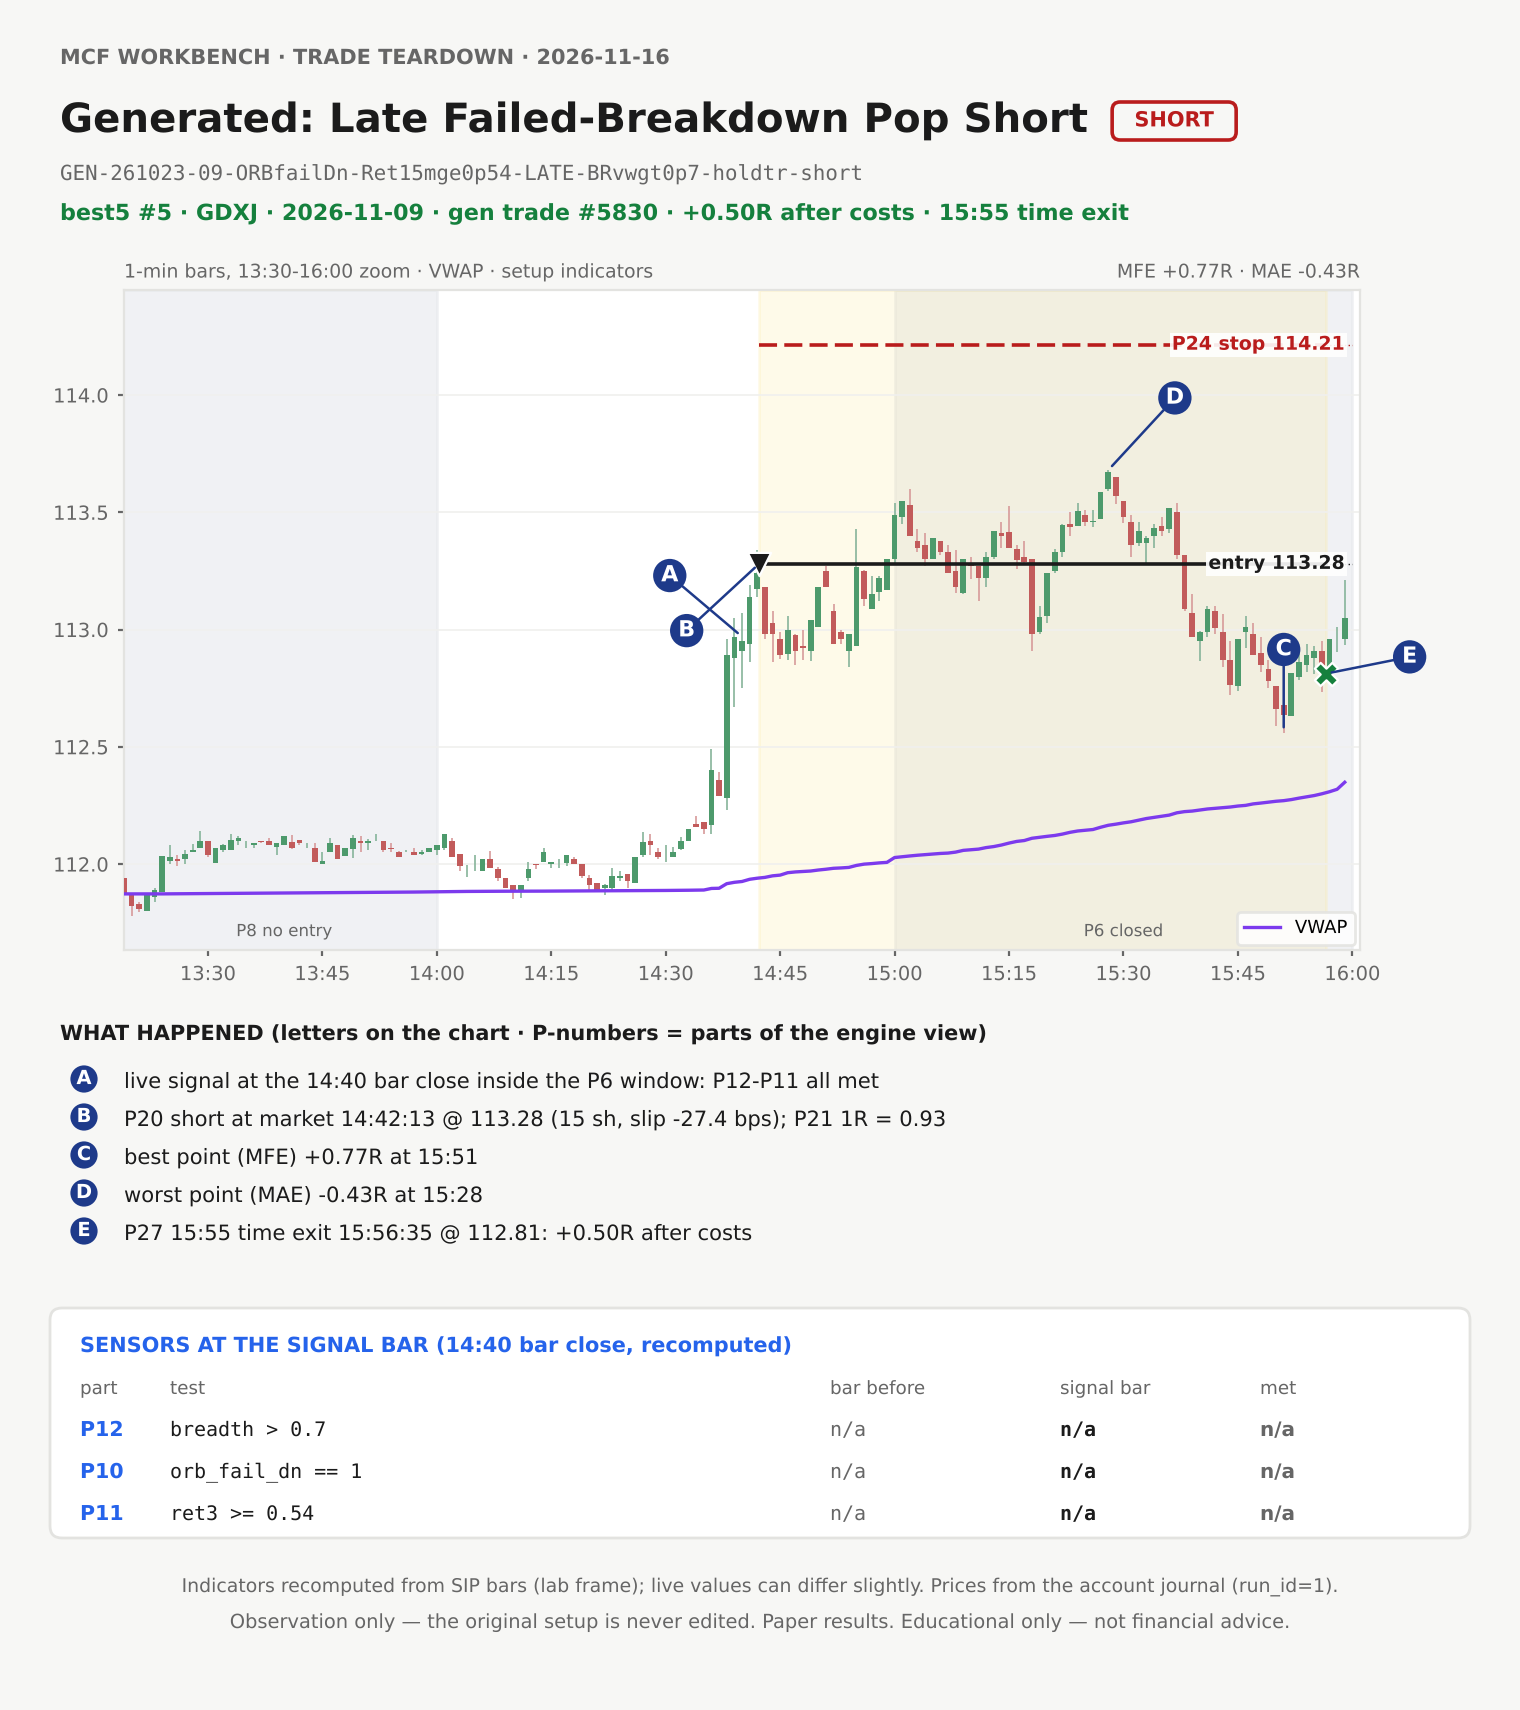 MCF WORKBENCH · TRADE TEARDOWN · 2026-11-16
Generated: Late Failed-Breakdown Pop Short SHORT
GEN-261023-09-ORBfailDn-Ret15mge0p54-LATE-BRvwgt0p7-holdtr-short
best5 #5 · GDXJ · 2026-11-09 · gen trade #5830 · +0.50R after costs · 15:55 time exit
1-min bars, 13:30-16:00 zoom · VWAP · setup indicators MFE +0.77R · MAE -0.43R
P24 stop 114.21
114.0
D
113.5
A
entry 113.28
B
113.0
C
E
112.5
112.0
P8 no entry
P6 closed
VWAP
13:30 13:45 14:00 14:15 14:30 14:45 15:00 15:15 15:30 15:45 16:00
WHAT HAPPENED (letters on the chart · P-numbers = parts of the engine view)
A live signal at the 14:40 bar close inside the P6 window: P12-P11 all met
B P20 short at market 14:42:13 @ 113.28 (15 sh, slip -27.4 bps); P21 1R = 0.93
C best point (MFE) +0.77R at 15:51
D worst point (MAE) -0.43R at 15:28
E P27 15:55 time exit 15:56:35 @ 112.81: +0.50R after costs
SENSORS AT THE SIGNAL BAR (14:40 bar close, recomputed)
part test bar before signal bar met
P12 breadth > 0.7 n/a n/a n/a
P10 orb_fail_dn == 1 n/a n/a n/a
P11 ret3 >= 0.54 n/a n/a n/a
Indicators recomputed from SIP bars (lab frame); live values can differ slightly. Prices from the account journal (run_id=1).
Observation only — the original setup is never edited. Paper results. Educational only — not financial advice.